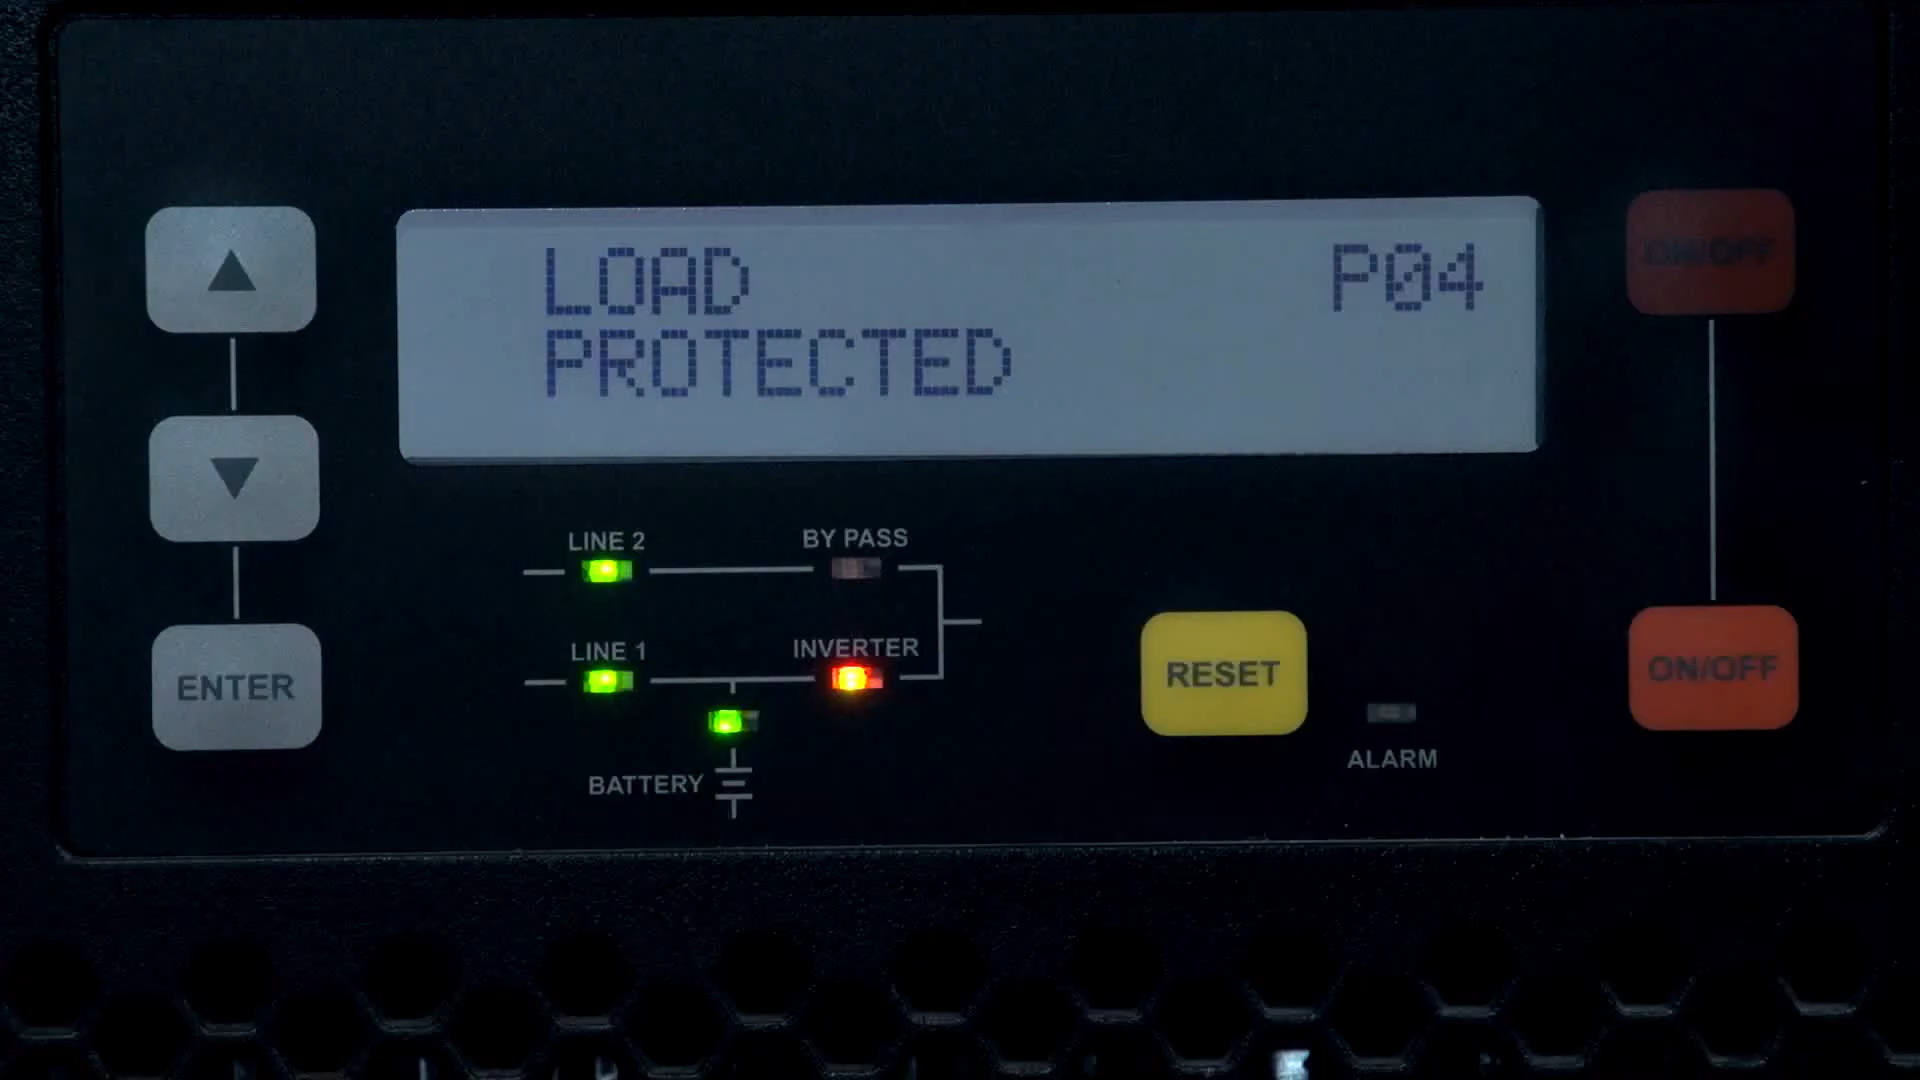 LOAD P04
PROTECTED
ON/OFF
LINE 2 BY PASS
LINE 1 INVERTER
ENTER
RESET
ON/OFF
BATTERY
ALARM